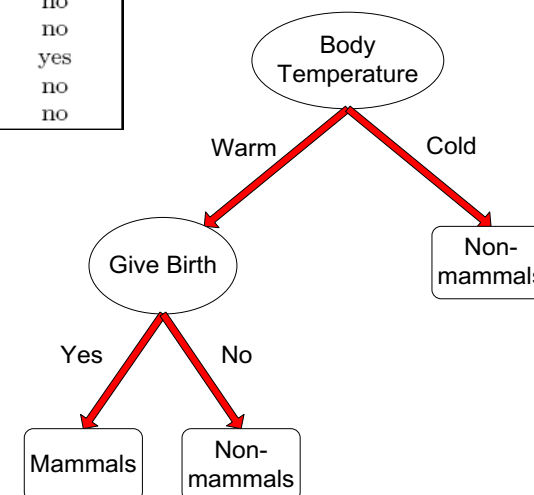 no
no
yes
no
no
Body
Temperature
Warm
Cold
Give Birth
Non-
mammals
Yes
No
Mammals
Non-
mammals